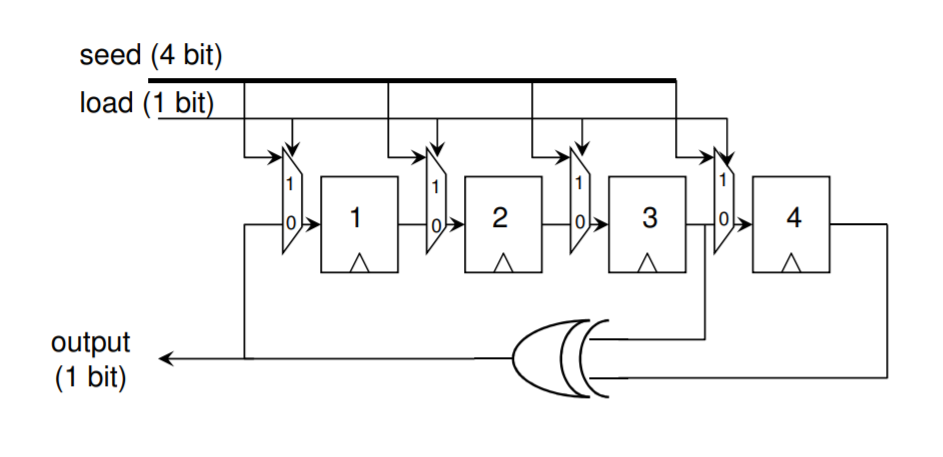 seed (4 bit)
load (1 bit)
1 1 1 1
0 1 0 2 0 3 0 4
output
(1 bit)